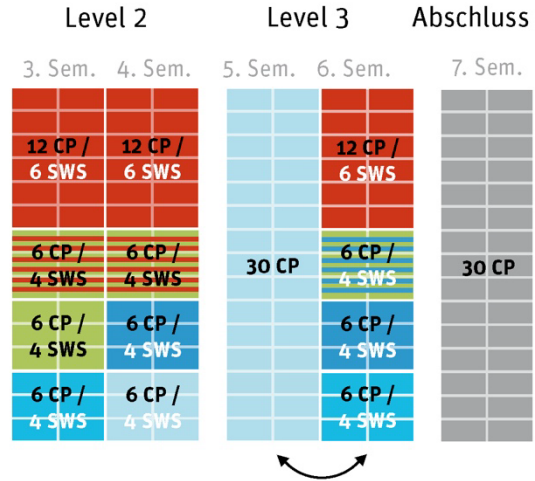 Level 2 Level 3 Abschluss
3. Sem. 4. Sem. 5. Sem. 6. Sem. 7. Sem.
12 CP / 12 CP / 12 CP /
6 SWS 6 SWS 6 SWS
6 CP / 6 CP / 6 CP /
4 SWS 4 SWS 30 CP 4 SWS 30 CP
6 CP / 6 CP / 6 CP /
4 SWS 4 SWS 4 SWS
6 CP / 6 CP / 6 CP /
4 SWS 4 SWS 4 SWS